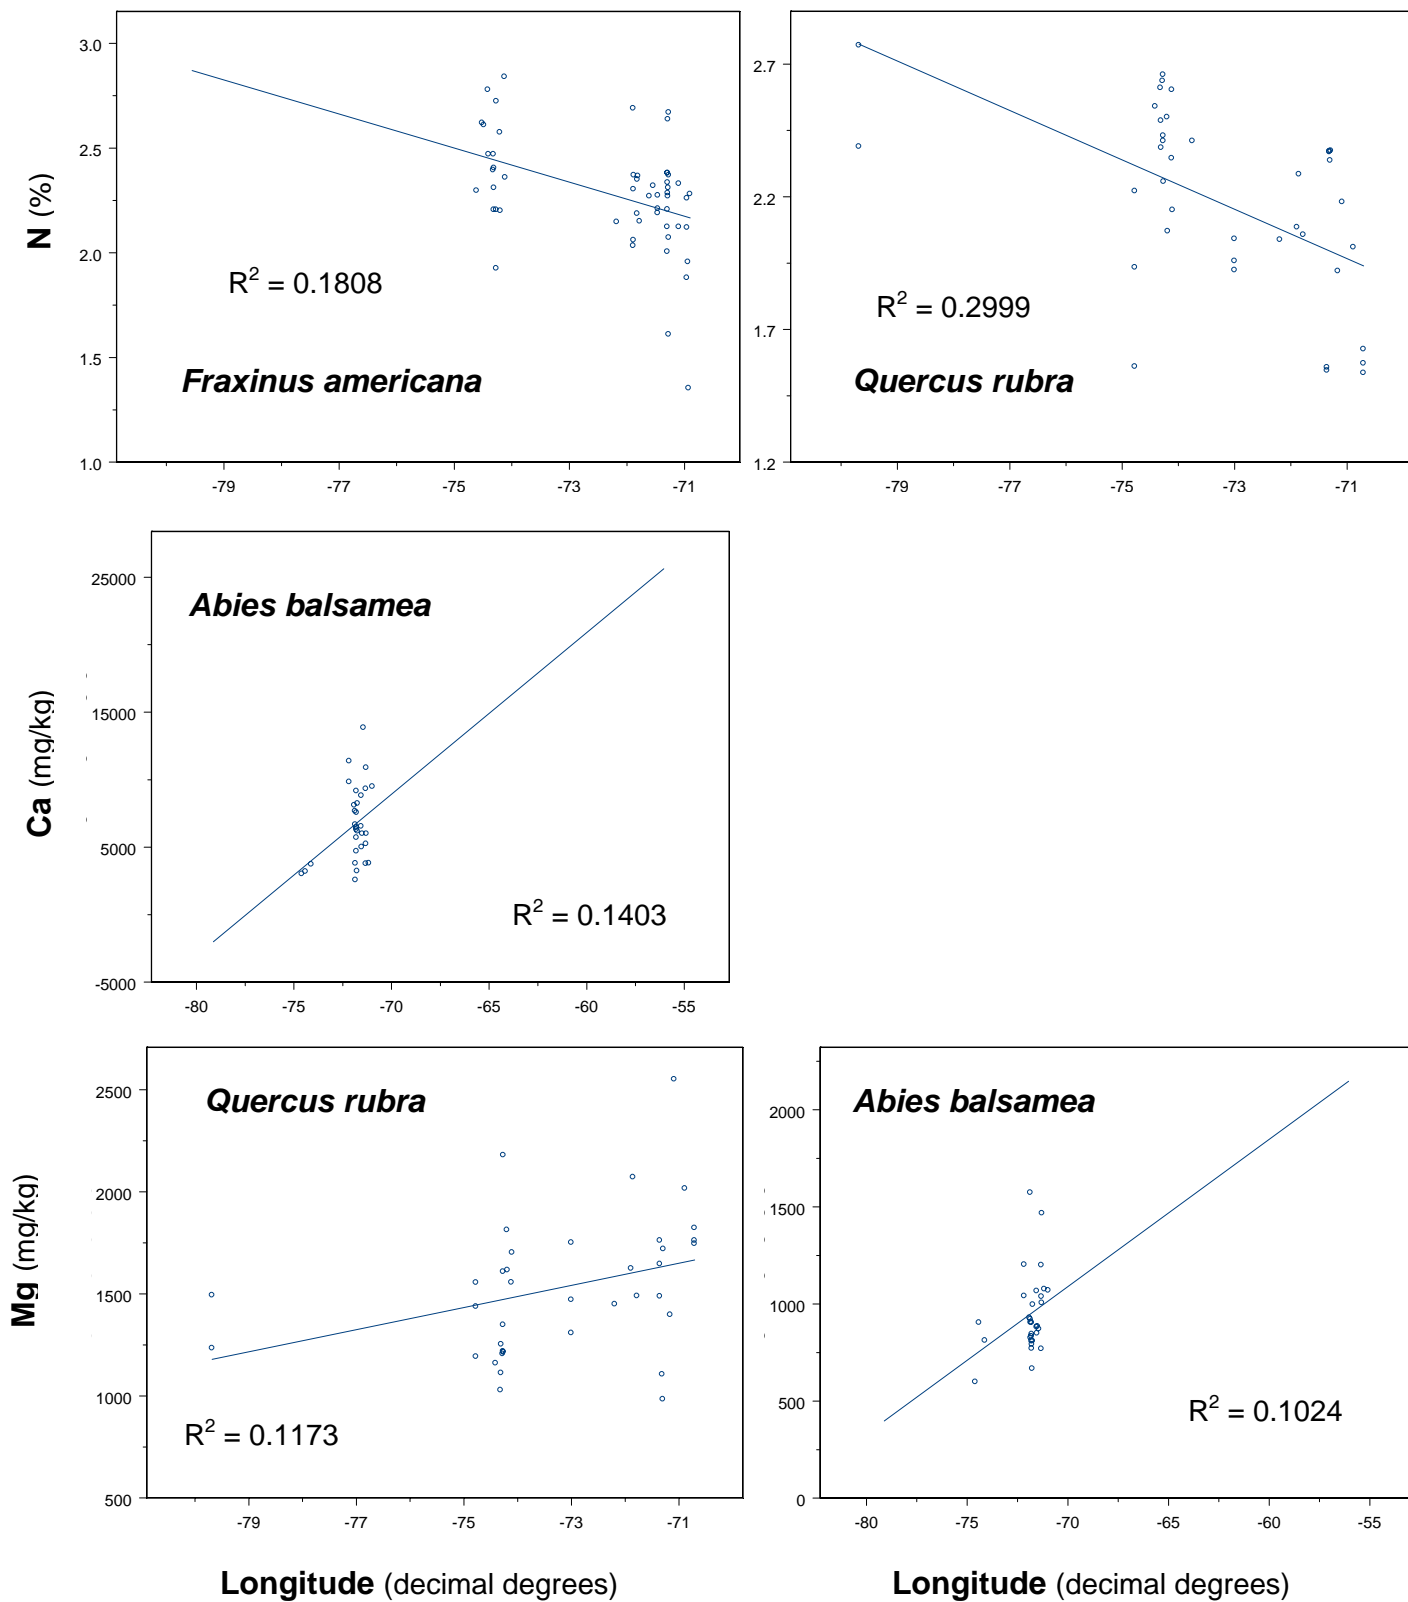 3.0
2.5
2.0
1.5
1.0
N (%)
R² = 0.1808
Fraxinus americana
-79 -77 -75 -73 -71
2.7
2.2
1.7
1.2
R² = 0.2999
Quercus rubra
-79 -77 -75 -73 -71
25000
15000
5000
-5000
Ca (mg/kg)
Abies balsamea
R² = 0.1403
-80 -75 -70 -65 -60 -55
2500
2000
1500
1000
500
Mg (mg/kg)
Quercus rubra
R² = 0.1173
-79 -77 -75 -73 -71
Longitude (decimal degrees)
2000
1500
1000
500
0
Abies balsamea
R² = 0.1024
-80 -75 -70 -65 -60 -55
Longitude (decimal degrees)